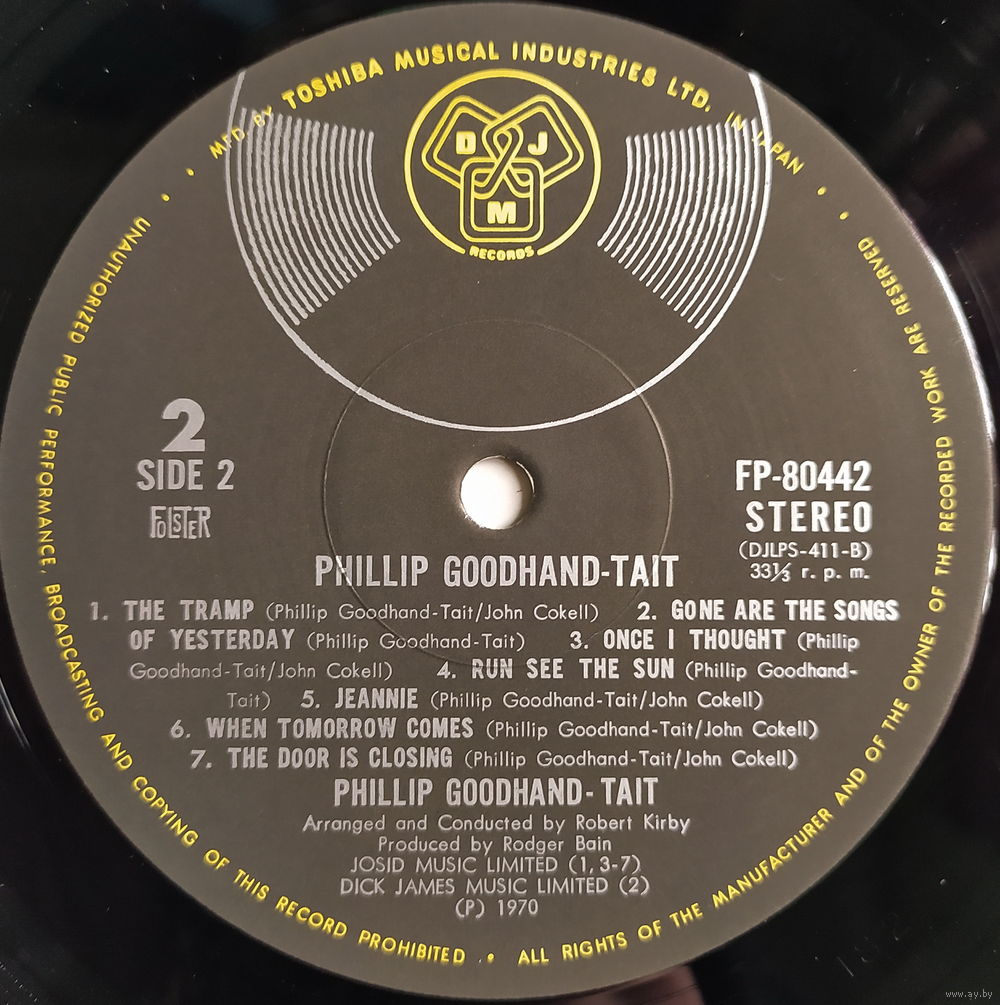 MFD BY TOSHIBA MUSICAL INDUSTRIES LTD. IN JAPAN
D J
M
RECORDS
2
SIDE 2
FOLSTER
FP-80442
STEREO
(DJLPS-411-B)
33⅓ r. p. m.
PHILLIP GOODHAND-TAIT
1. THE TRAMP (Phillip Goodhand-Tait/John Cokell) 2. GONE ARE THE SONGS
OF YESTERDAY (Phillip Goodhand-Tait) 3. ONCE I THOUGHT (Phillip
Goodhand-Tait/John Cokell) 4. RUN SEE THE SUN (Phillip Goodhand-
Tait) 5. JEANNIE (Phillip Goodhand-Tait/John Cokell)
6. WHEN TOMORROW COMES (Phillip Goodhand-Tait/John Cokell)
7. THE DOOR IS CLOSING (Phillip Goodhand-Tait/John Cokell)
PHILLIP GOODHAND-TAIT
Arranged and Conducted by Robert Kirby
Produced by Rodger Bain
JOSID MUSIC LIMITED (1, 3-7)
DICK JAMES MUSIC LIMITED (2)
(P) 1970
UNAUTHORIZED PUBLIC PERFORMANCE, BROADCASTING AND COPYING OF THIS RECORD PROHIBITED • ALL RIGHTS OF THE MANUFACTURER AND OF THE OWNER OF THE RECORDED WORK ARE RESERVED
www.ay.by